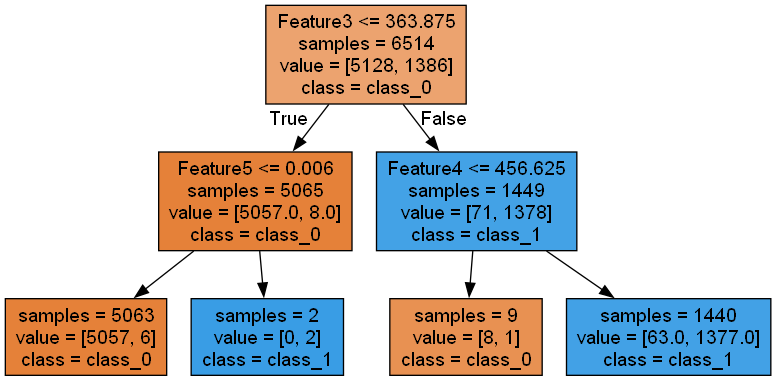 Feature3 <= 363.875
samples = 6514
value = [5128, 1386]
class = class_0
True
False
Feature5 <= 0.006
samples = 5065
value = [5057.0, 8.0]
class = class_0
Feature4 <= 456.625
samples = 1449
value = [71, 1378]
class = class_1
samples = 5063
value = [5057, 6]
class = class_0
samples = 2
value = [0, 2]
class = class_1
samples = 9
value = [8, 1]
class = class_0
samples = 1440
value = [63.0, 1377.0]
class = class_1